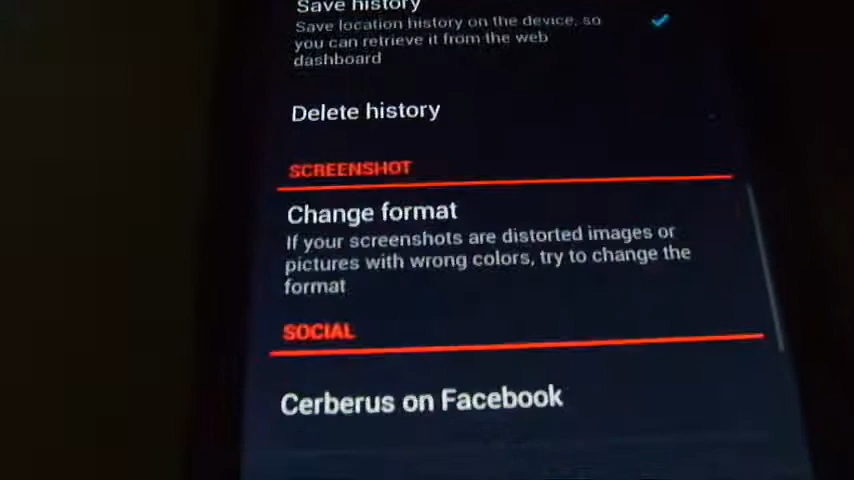 Save history
Save location history on the device, so
you can retrieve it from the web
dashboard
Delete history
SCREENSHOT
Change format
If your screenshots are distorted images or
pictures with wrong colors, try to change the
format
SOCIAL
Cerberus on Facebook